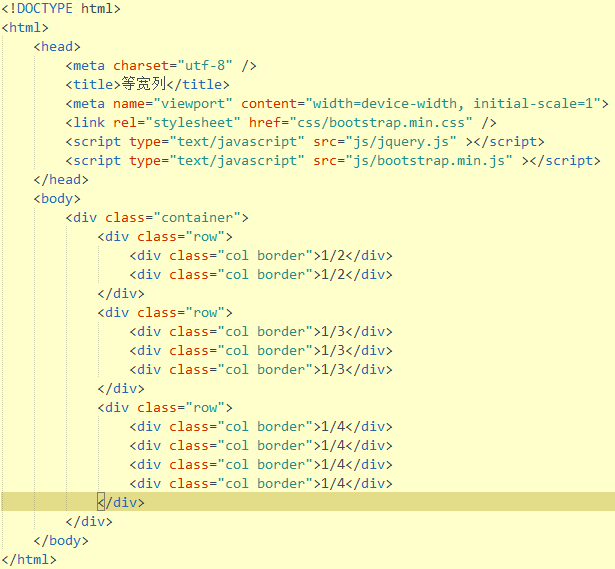 <!DOCTYPE html>
<html>
    <head>
        <meta charset="utf-8" />
        <title>等宽列</title>
        <meta name="viewport" content="width=device-width, initial-scale=1">
        <link rel="stylesheet" href="css/bootstrap.min.css" />
        <script type="text/javascript" src="js/jquery.js" ></script>
        <script type="text/javascript" src="js/bootstrap.min.js" ></script>
    </head>
    <body>
        <div class="container">
            <div class="row">
                <div class="col border">1/2</div>
                <div class="col border">1/2</div>
            </div>
            <div class="row">
                <div class="col border">1/3</div>
                <div class="col border">1/3</div>
                <div class="col border">1/3</div>
            </div>
            <div class="row">
                <div class="col border">1/4</div>
                <div class="col border">1/4</div>
                <div class="col border">1/4</div>
                <div class="col border">1/4</div>
            </div>
        </div>
    </body>
</html>